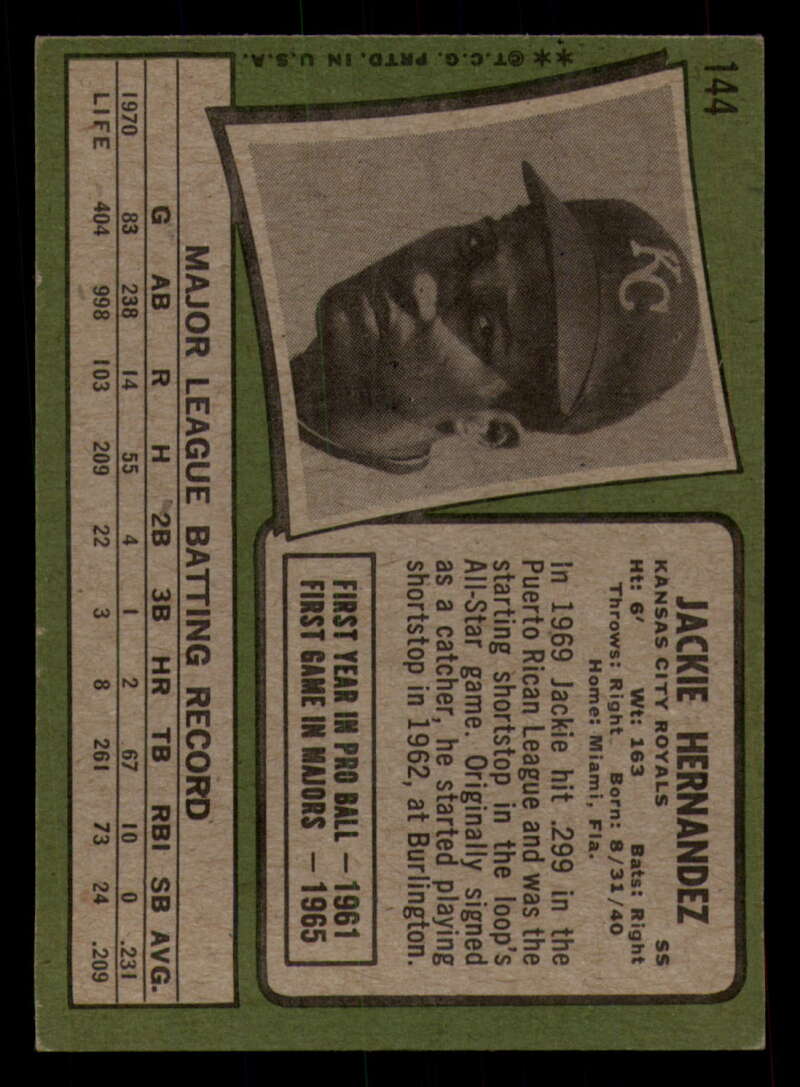 144
**©T.C.G. PRTD. IN U.S.A.
KC
JACKIE HERNANDEZ
KANSAS CITY ROYALS SS
Ht: 6' Wt: 163 Bats: Right
Throws: Right Born: 8/31/40
Home: Miami, Fla.
In 1969 Jackie hit .299 in the
Puerto Rican League and was the
starting shortstop in the loop's
All-Star game. Originally signed
as a catcher, he started playing
shortstop in 1962, at Burlington.
FIRST YEAR IN PRO BALL — 1961
FIRST GAME IN MAJORS — 1965
MAJOR LEAGUE BATTING RECORD
G AB R H 2B 3B HR TB RBI SB AVG.
1970 83 238 14 55 4 1 2 67 10 0 .231
LIFE 404 998 103 209 22 3 8 261 73 24 .209